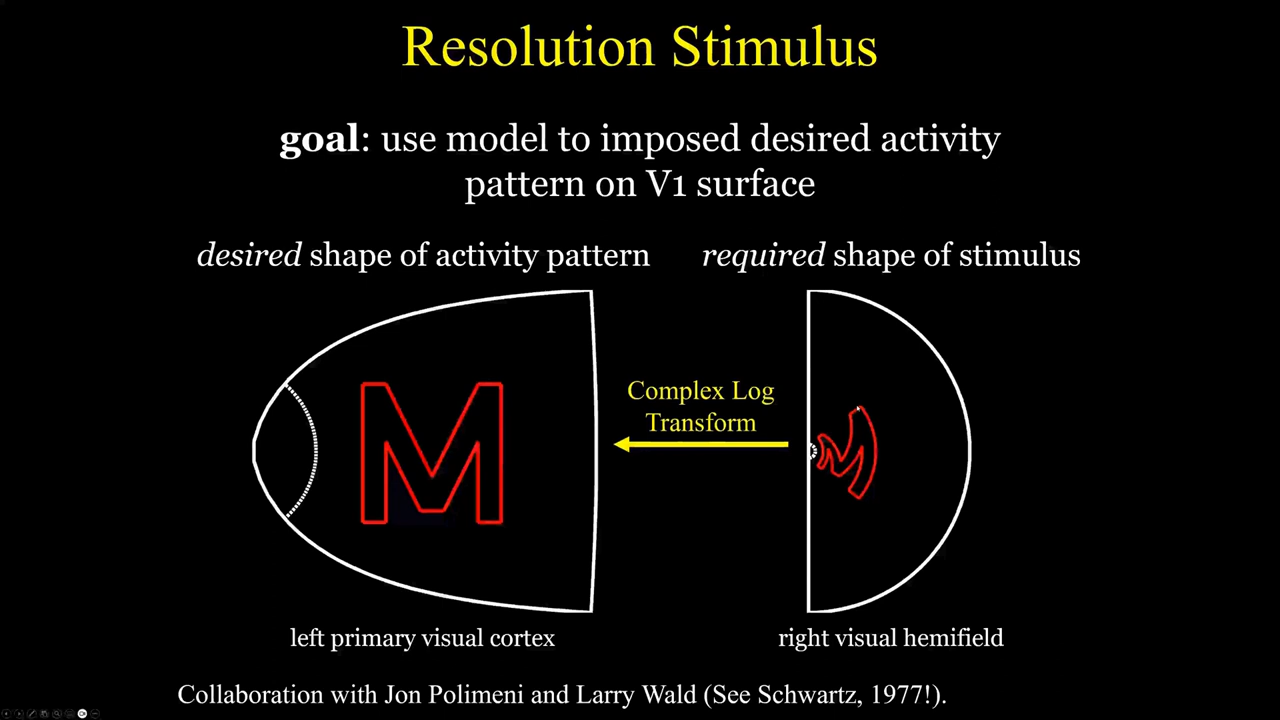 Resolution Stimulus
goal: use model to imposed desired activity
pattern on V1 surface
desired shape of activity pattern
required shape of stimulus
M
Complex Log
Transform
M
left primary visual cortex
right visual hemifield
Collaboration with Jon Polimeni and Larry Wald (See Schwartz, 1977!).